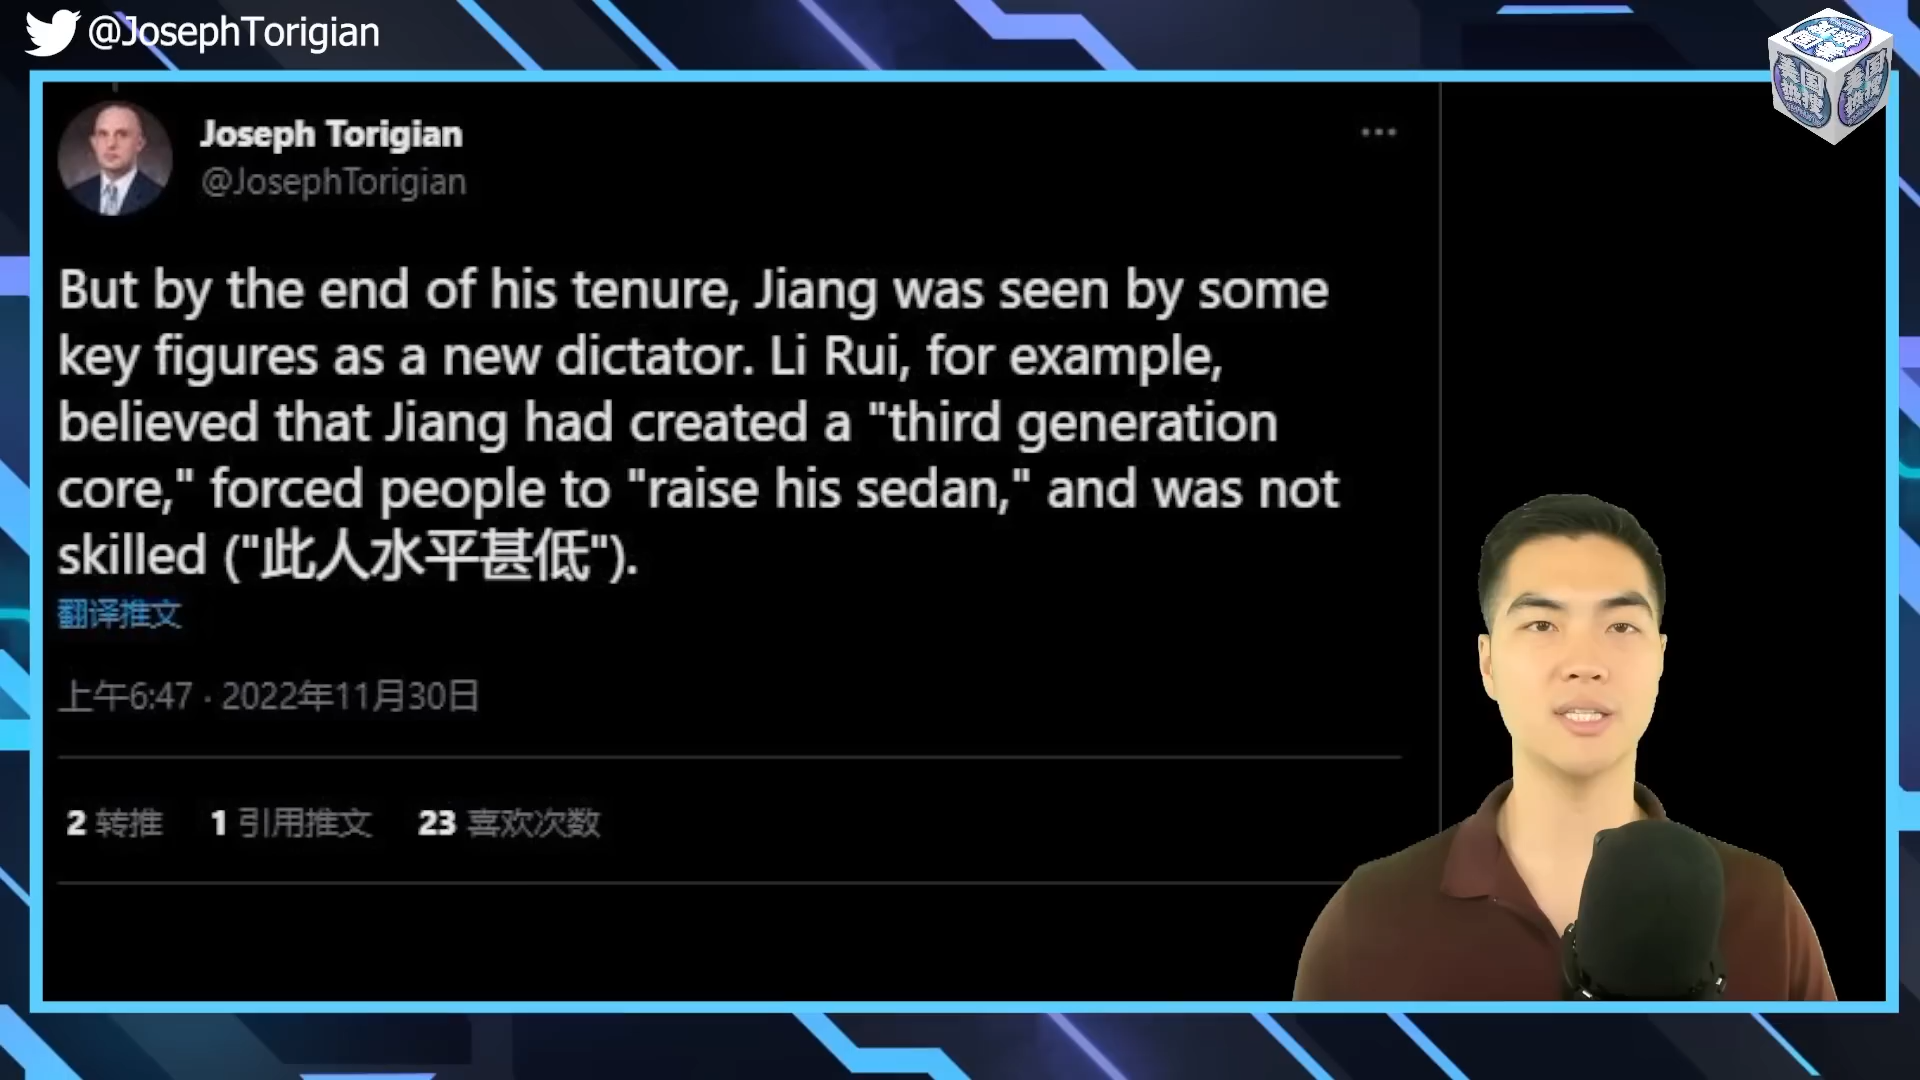 @JosephTorigian
Joseph Torigian
@JosephTorigian
But by the end of his tenure, Jiang was seen by some
key figures as a new dictator. Li Rui, for example,
believed that Jiang had created a "third generation
core," forced people to "raise his sedan," and was not
skilled ("此人水平甚低").
翻译推文
上午6:47 · 2022年11月30日
2 转推 1 引用推文 23 喜欢次数